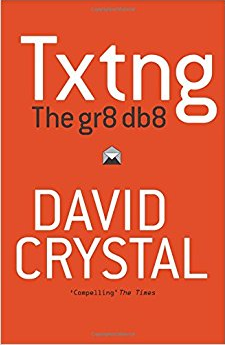 Txtng
The gr8 db8
DAVID
CRYSTAL
'Compelling' The Times